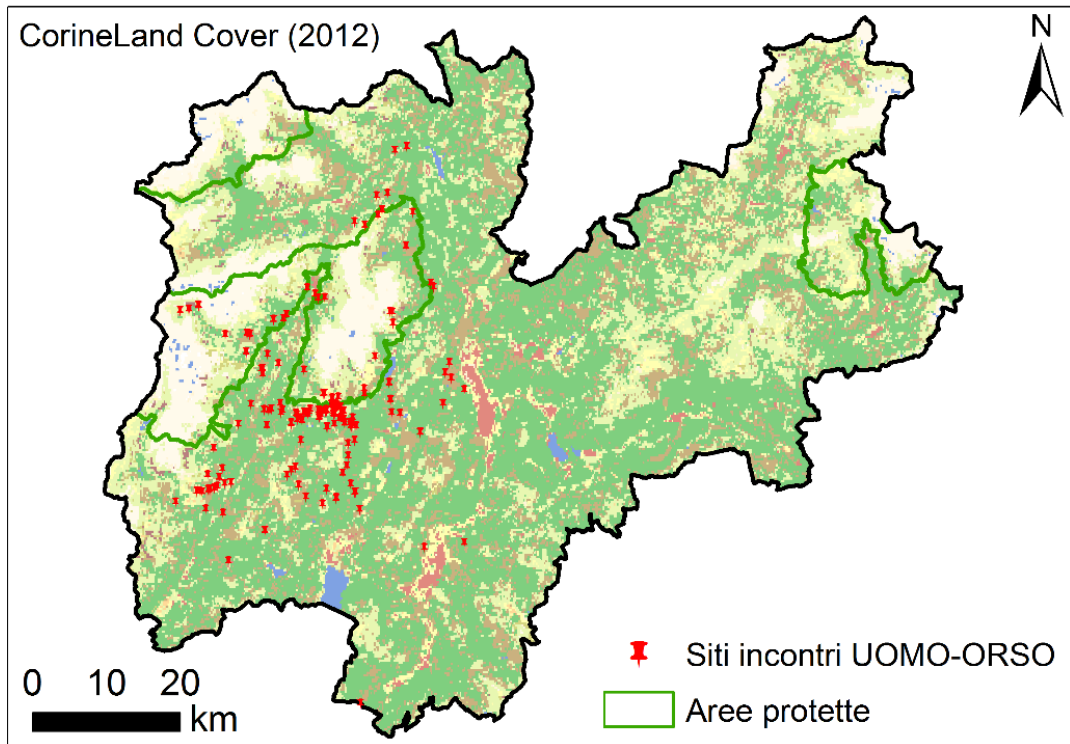 CorineLand Cover (2012)
N
Siti incontri UOMO-ORSO
Aree protette
0 10 20
km